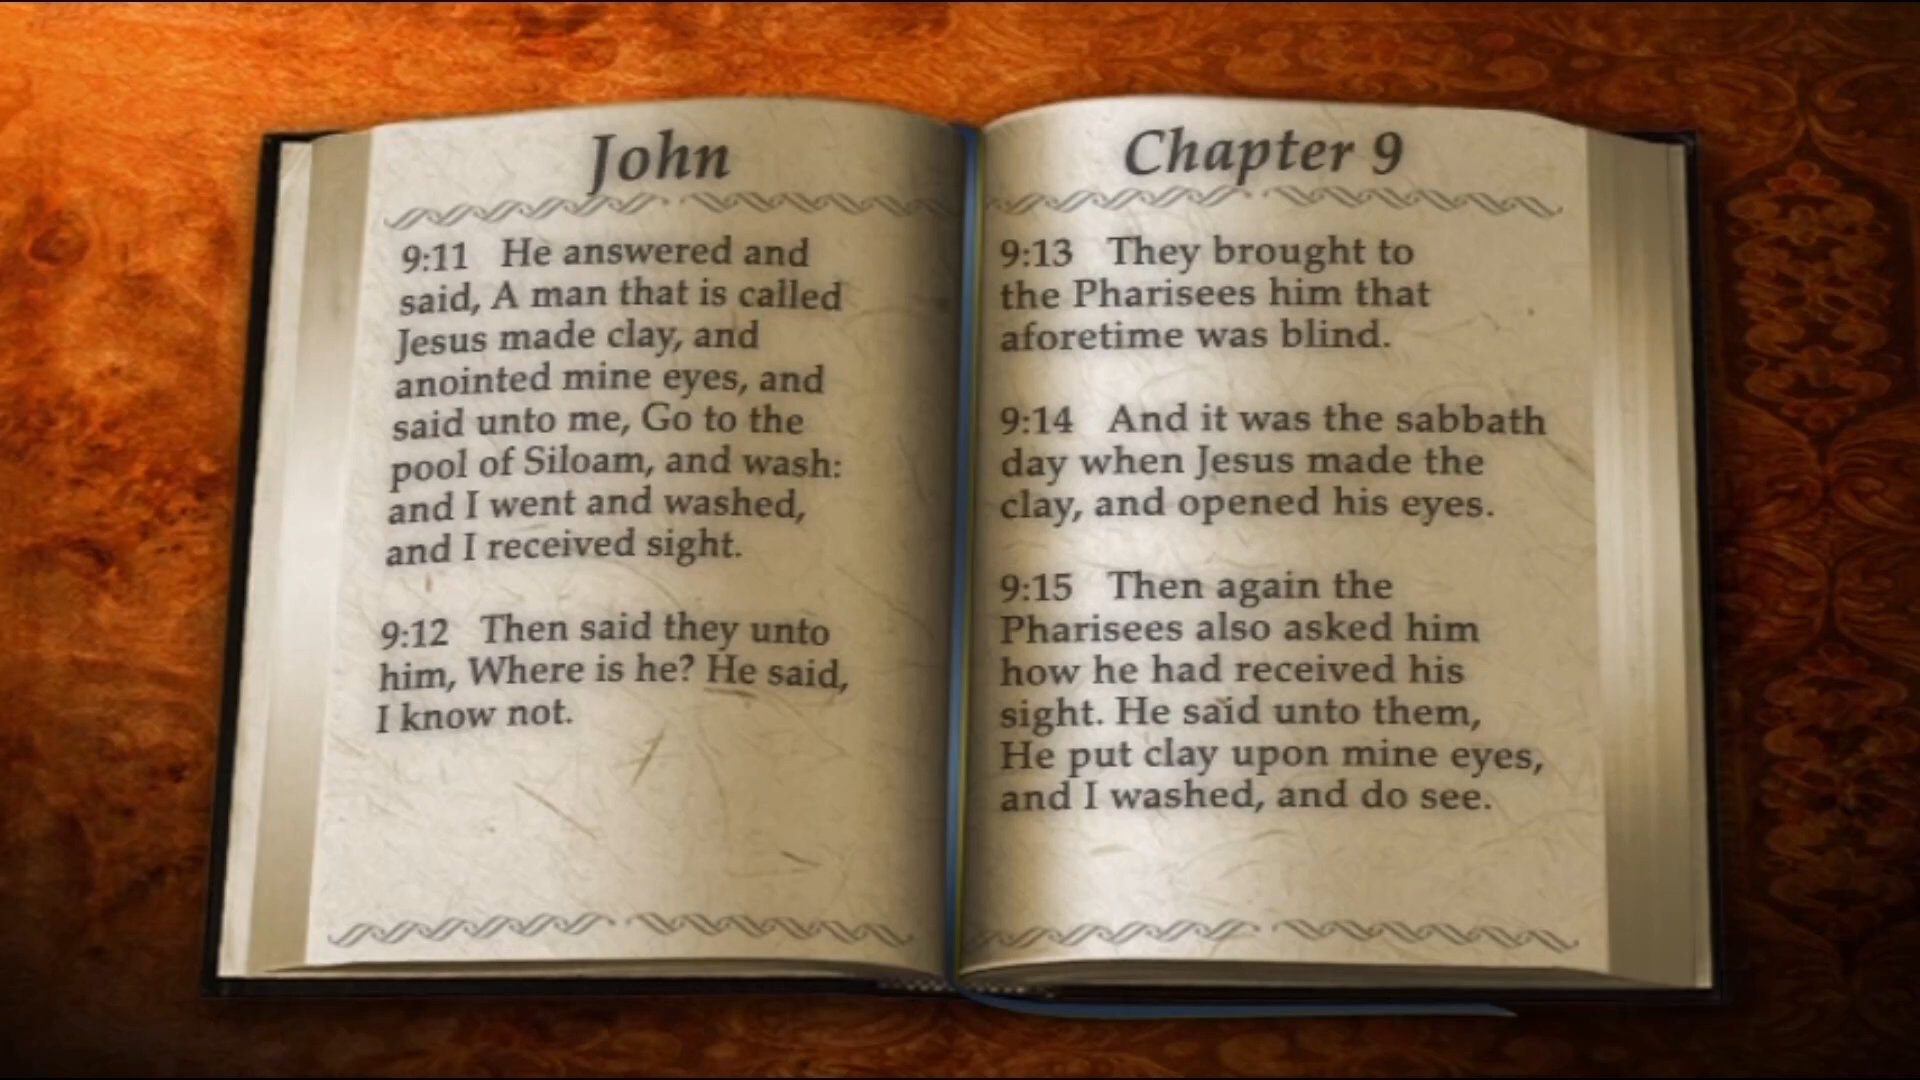 John
9:11 He answered and
said, A man that is called
Jesus made clay, and
anointed mine eyes, and
said unto me, Go to the
pool of Siloam, and wash:
and I went and washed,
and I received sight.
9:12 Then said they unto
him, Where is he? He said,
I know not.
Chapter 9
9:13 They brought to
the Pharisees him that
aforetime was blind.
9:14 And it was the sabbath
day when Jesus made the
clay, and opened his eyes.
9:15 Then again the
Pharisees also asked him
how he had received his
sight. He said unto them,
He put clay upon mine eyes,
and I washed, and do see.